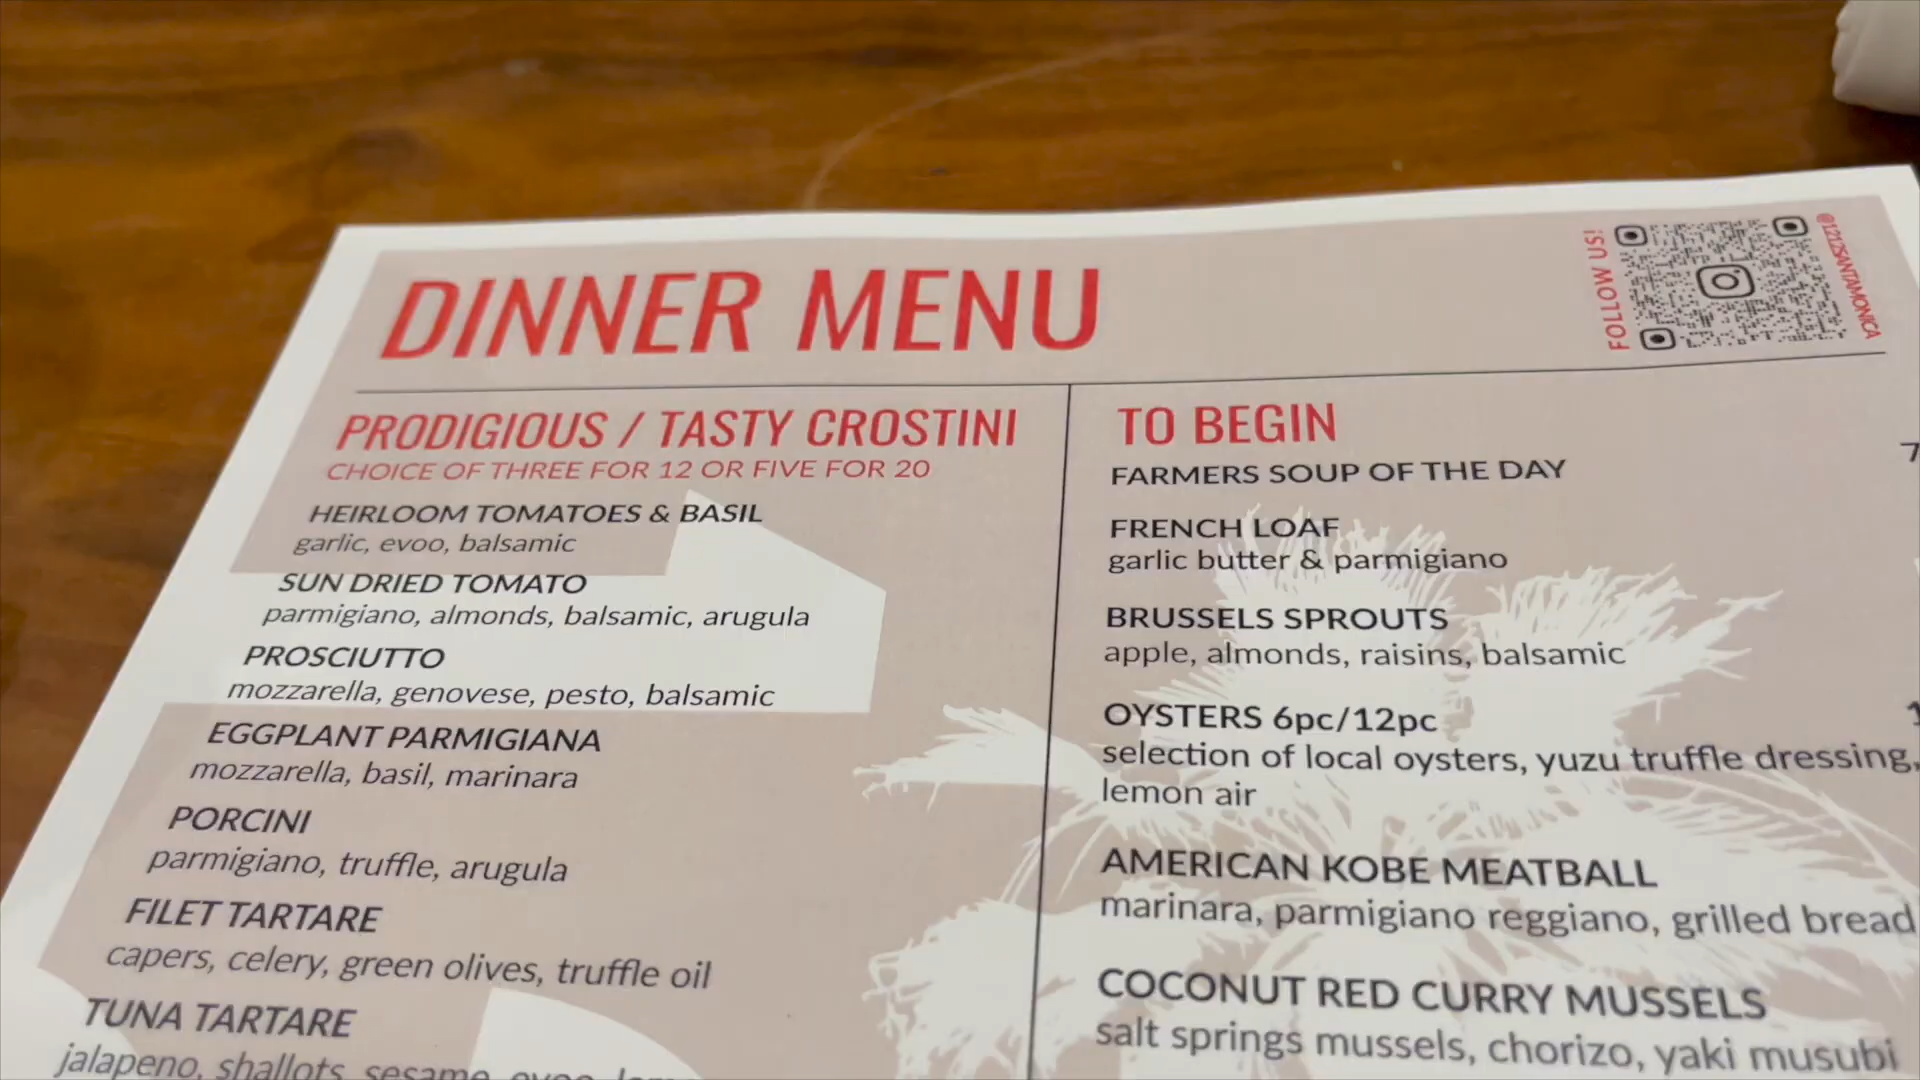 DINNER MENU
FOLLOW US!
@1212SANTAMONICA
PRODIGIOUS / TASTY CROSTINI
CHOICE OF THREE FOR 12 OR FIVE FOR 20
HEIRLOOM TOMATOES & BASIL
garlic, evoo, balsamic
SUN DRIED TOMATO
parmigiano, almonds, balsamic, arugula
PROSCIUTTO
mozzarella, genovese, pesto, balsamic
EGGPLANT PARMIGIANA
mozzarella, basil, marinara
PORCINI
parmigiano, truffle, arugula
FILET TARTARE
capers, celery, green olives, truffle oil
TUNA TARTARE
jalapeno, shallots, sesame, evoo,
TO BEGIN
FARMERS SOUP OF THE DAY
FRENCH LOAF
garlic butter & parmigiano
BRUSSELS SPROUTS
apple, almonds, raisins, balsamic
OYSTERS 6pc/12pc
selection of local oysters, yuzu truffle dressing,
lemon air
AMERICAN KOBE MEATBALL
marinara, parmigiano reggiano, grilled bread
COCONUT RED CURRY MUSSELS
salt springs mussels, chorizo, yaki musubi